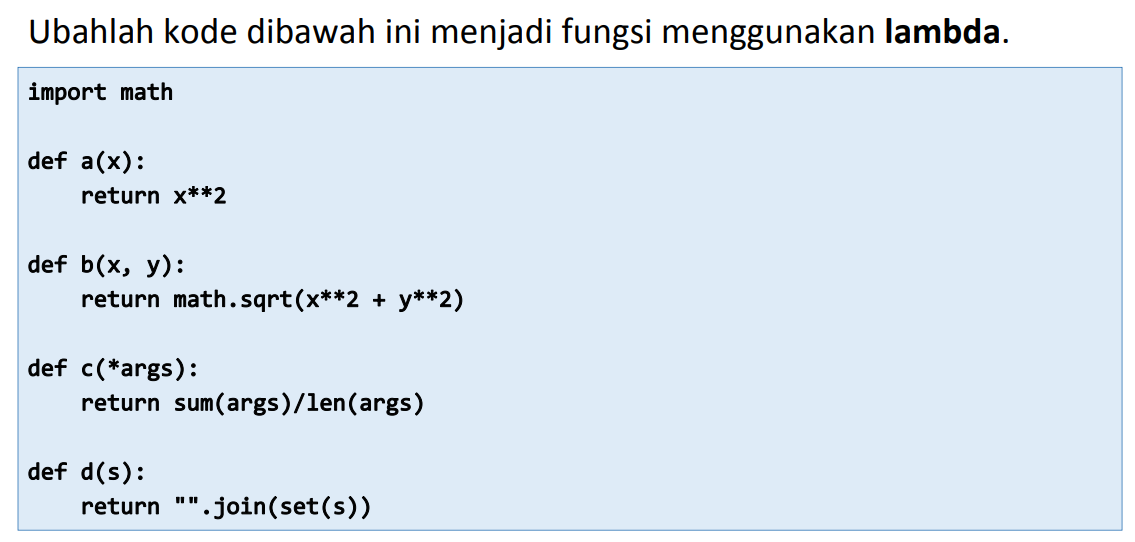 Ubahlah kode dibawah ini menjadi fungsi menggunakan lambda.
import math
def a(x):
    return x**2
def b(x, y):
    return math.sqrt(x**2 + y**2)
def c(*args):
    return sum(args)/len(args)
def d(s):
    return "".join(set(s))